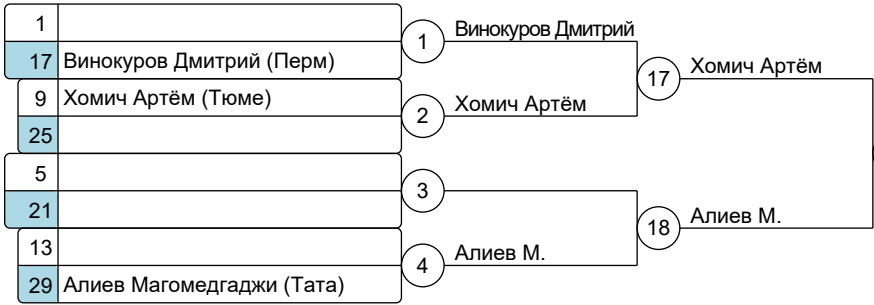 1
17 Винокуров Дмитрий (Перм)
1
Винокуров Дмитрий
9 Хомич Артём (Тюме)
25
2
Хомич Артём
17
Хомич Артём
5
21
3
13
29 Алиев Магомедгаджи (Тата)
4
Алиев М.
18
Алиев М.